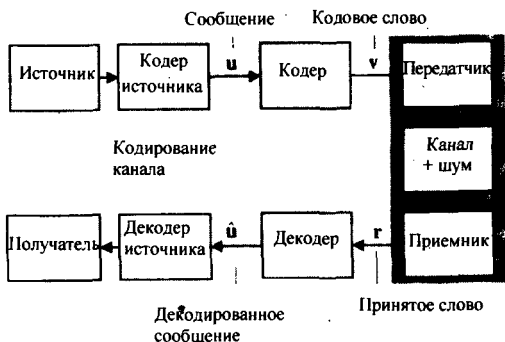 Сообщение
Кодовое слово
Источник
Кодер
источника
u
Кодер
v
Передатчик
Кодирование
канала
Канал
+ шум
Получатель
Декодер
источника
û
Декодер
r
Приемник
Декодированное
сообщение
Принятое слово